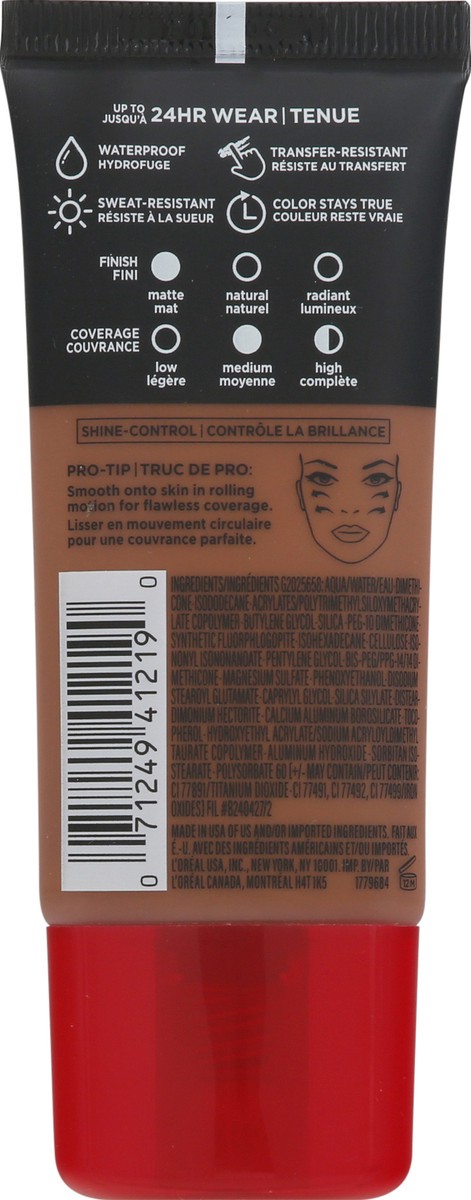 UP TO
JUSQU'À 24HR WEAR | TENUE
WATERPROOF
HYDROFUGE
TRANSFER-RESISTANT
RÉSISTE AU TRANSFERT
SWEAT-RESISTANT
RÉSISTE À LA SUEUR
COLOR STAYS TRUE
COULEUR RESTE VRAIE
FINISH
FINI
matte
mat
natural
naturel
radiant
lumineux
COVERAGE
COUVRANCE
low
légère
medium
moyenne
high
complète
SHINE-CONTROL | CONTRÔLE LA BRILLANCE
PRO-TIP | TRUC DE PRO:
Smooth onto skin in rolling
motion for flawless coverage.
Lisser en mouvement circulaire
pour une couvrance parfaite.
0 71249 41219 0
INGREDIENTS/INGRÉDIENTS G2025658: AQUA/WATER/EAU DIMETHI-
CONE·ISODODECANE ACRYLATES/POLYTRIMETHYLSILOXYMETHACRY-
LATE COPOLYMER·BUTYLENE GLYCOL·SILICA·PEG-10 DIMETHICONE
SYNTHETIC FLUORPHLOGOPITE·ISOHEXADECANE·CELLULOSE·ISO-
NONYL ISONONANOATE·PENTYLENE GLYCOL·BIS-PEG/PPG-14/14 DI-
METHICONE·MAGNESIUM SULFATE·PHENOXYETHANOL·DISODIUM
STEAROYL GLUTAMATE·CAPRYLYL GLYCOL·SILICA SILYLATE·DISTEAR-
DIMONIUM HECTORITE·CALCIUM ALUMINUM BOROSILICATE·TOCO-
PHEROL·HYDROXYETHYL ACRYLATE/SODIUM ACRYLOYLDIMETHYL
TAURATE COPOLYMER·ALUMINUM HYDROXIDE·SORBITAN ISO-
STEARATE·POLYSORBATE 60 [+/-MAY CONTAIN/PEUT CONTENIR:
CI 77891/TITANIUM DIOXIDE·CI 77491, CI 77492, CI 77499/IRON
OXIDES] FIL #B240427/2
MADE IN USA OF US AND/OR IMPORTED INGREDIENTS. FAIT AUX
É.-U. AVEC DES INGRÉDIENTS AMÉRICAINS ET/OU IMPORTÉS.
L'ORÉAL USA, INC., NEW YORK, NY 10001. IMP. BY/PAR
L'ORÉAL CANADA, MONTRÉAL H4T 1K5 1779684
12M